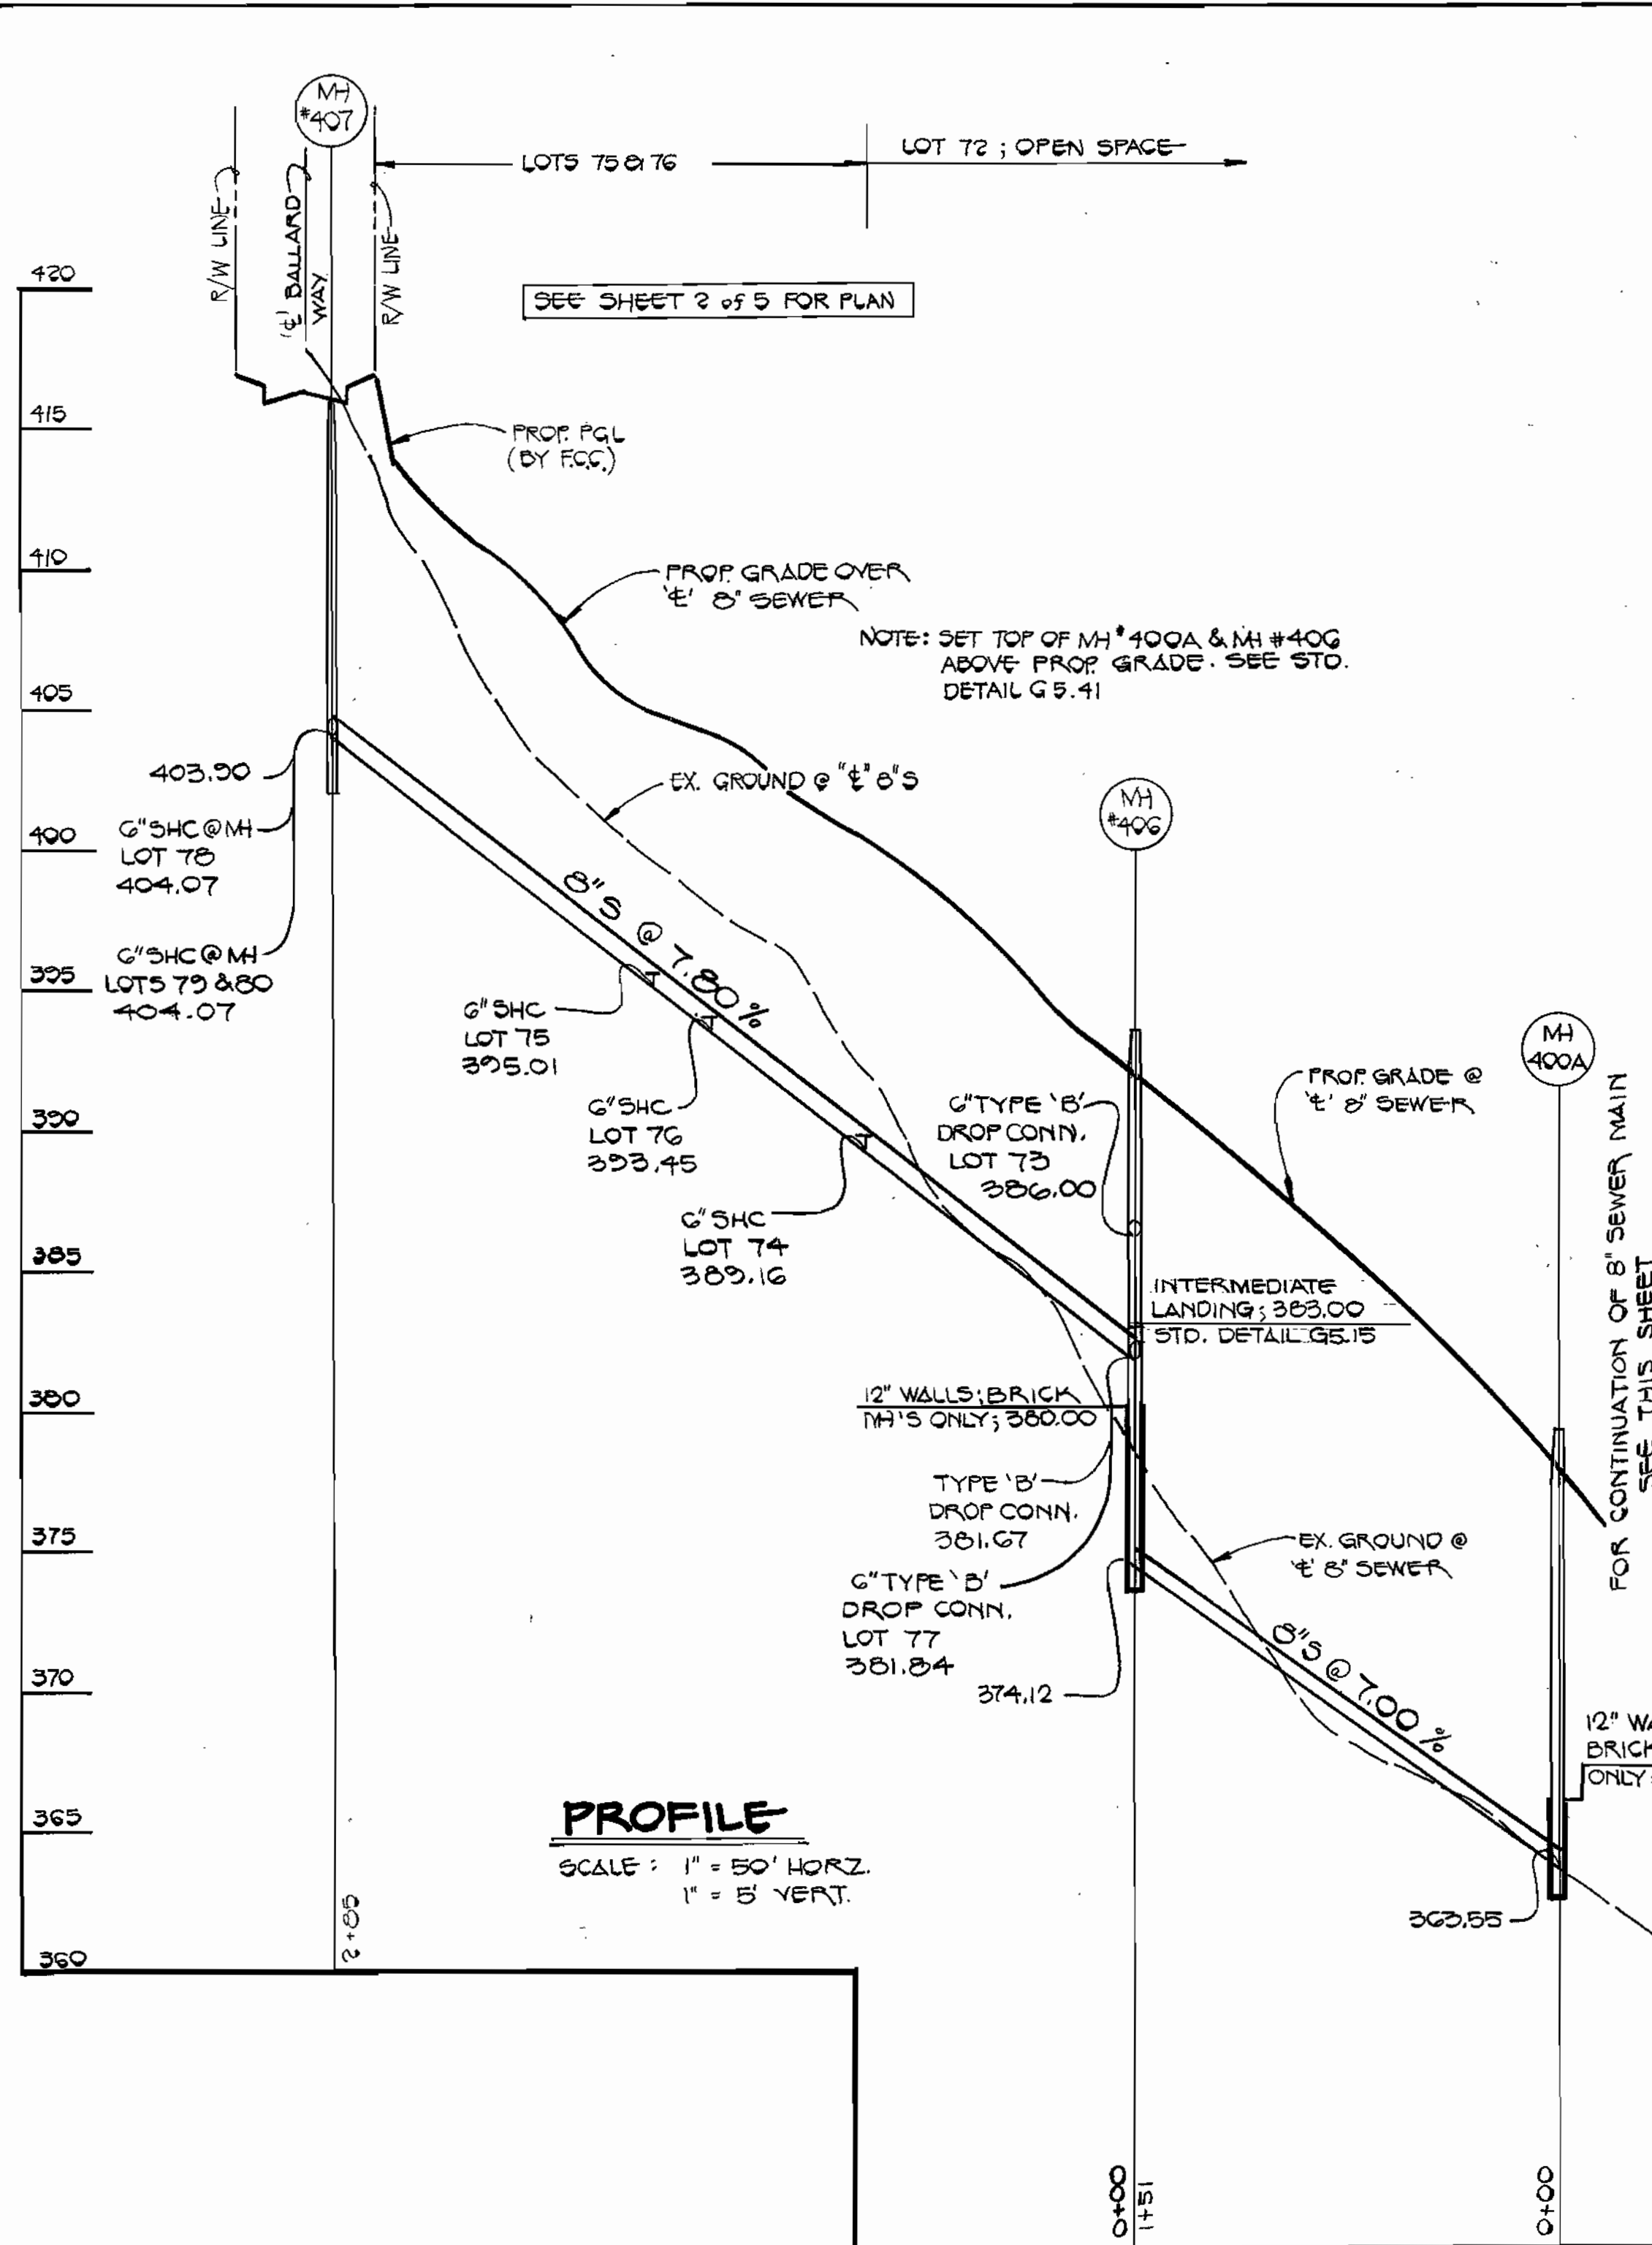 MH
#407
LOTS 75 & 76
LOT 72 ; OPEN SPACE
R/W LINE
'℄' BALLARD
WAY
R/W LINE
SEE SHEET 2 of 5 FOR PLAN
420
415
410
405
400
395
390
385
380
375
370
365
360
PROP. PGL
(BY F.C.C.)
PROP. GRADE OVER
'℄' 8" SEWER
NOTE: SET TOP OF MH #400A & MH #406
ABOVE PROP. GRADE. SEE STD.
DETAIL G5.41
403.90
6" SHC @ MH
LOT 78
404.07
6" SHC @ MH
LOTS 79 & 80
404.07
EX. GROUND @ "℄" 8"S
8"S @ 7.80%
6" SHC
LOT 75
395.01
6" SHC
LOT 76
393.45
6" SHC
LOT 74
389.16
MH
#406
6" TYPE 'B'
DROP CONN.
LOT 73
386.00
INTERMEDIATE
LANDING; 383.00
STD. DETAIL G5.15
12" WALLS; BRICK
MH'S ONLY; 380.00
TYPE 'B'
DROP CONN.
381.67
6" TYPE 'B'
DROP CONN.
LOT 77
381.84
374.12
MH
400A
PROP. GRADE @
'℄' 8" SEWER
FOR CONTINUATION OF 8" SEWER MAIN
SEE THIS SHEET
EX. GROUND @
'℄' 8" SEWER
8"S @ 7.00%
12"
ONLY
363.55
PROFILE
SCALE : 1" = 50' HORZ.
1" = 5' VERT.
2+85
0+00
1+51
0+00